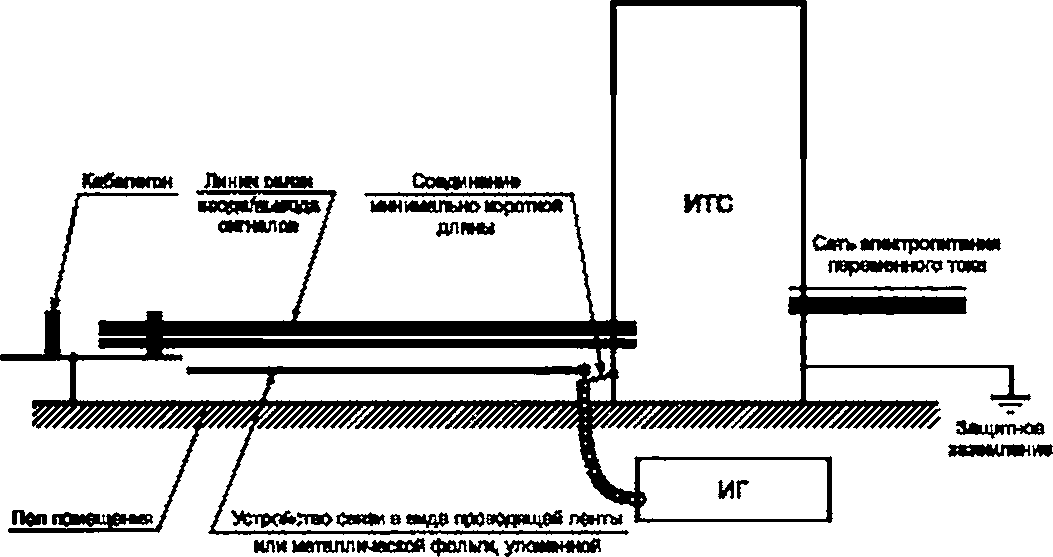 Кабелегон
Линии связи
ввода/вывода
сигналов
Соединение
минимально короткой
длины
ИТС
Сеть электропитания
переменного тока
Защитное
заземление
ИГ
Пол помещения
Устройство связи в виде проводящей ленты
или металлической фольги, уложенной